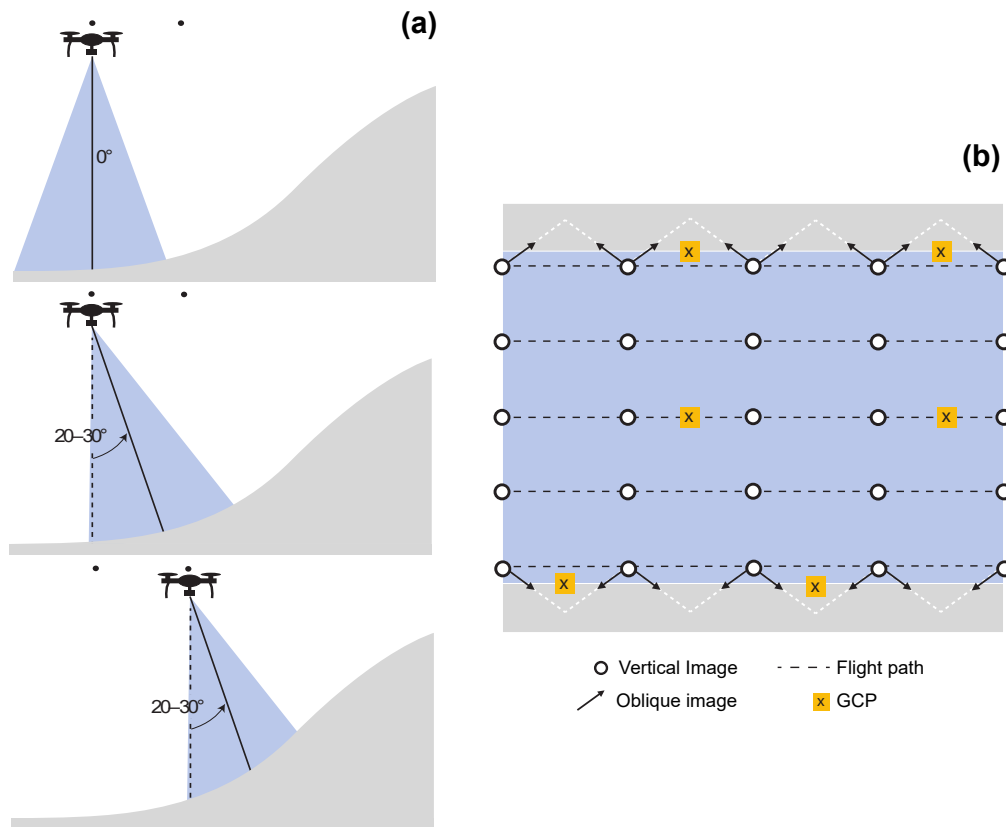 (a)
0°
20–30°
20–30°
(b)
x x
x x
x x
Vertical Image Flight path
Oblique image x GCP